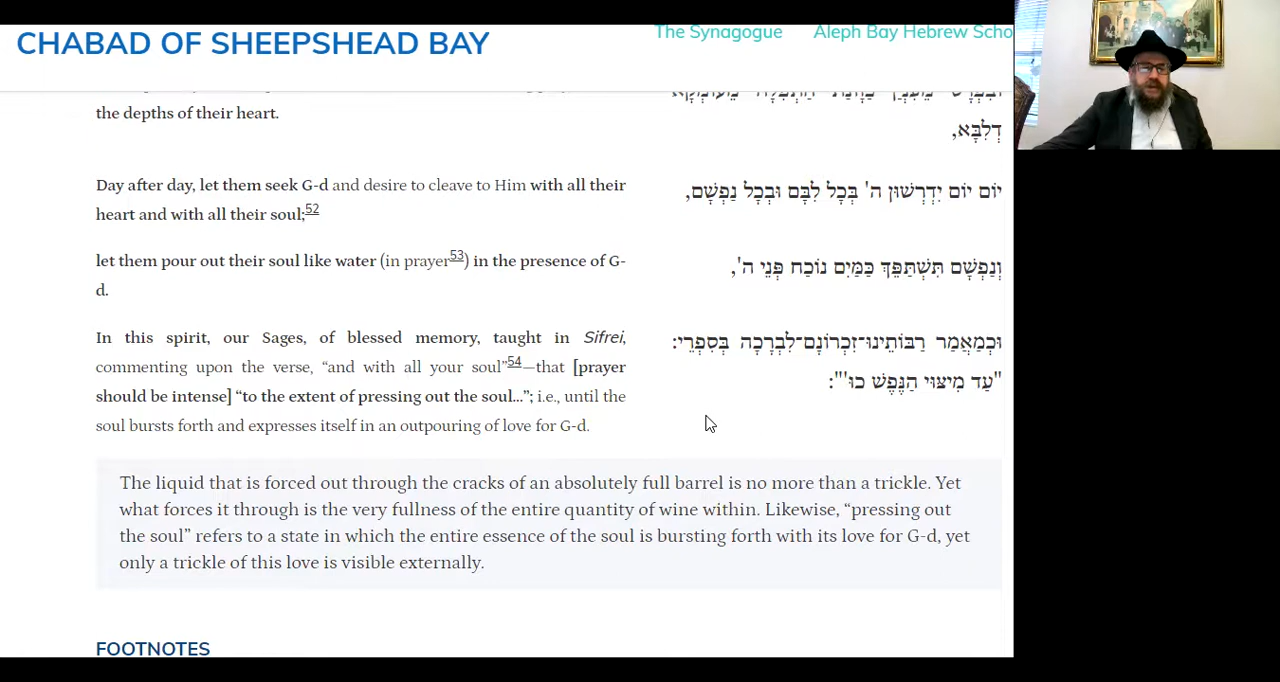 CHABAD OF SHEEPSHEAD BAY
The Synagogue
Aleph Bay Hebrew Scho
the depths of their heart.
דְלִבָּא,
Day after day, let them seek G-d and desire to cleave to Him with all their
heart and with all their soul;52
יוֹם יוֹם יִדְרְשׁוּן ה' בְּכָל לִבָּם וּבְכָל נַפְשָׁם,
let them pour out their soul like water (in prayer53) in the presence of G-
d.
וְנַפְשָׁם תִּשְׁתַּפֵּךְ כַּמַּיִם נוֹכַח פְּנֵי ה',
In this spirit, our Sages, of blessed memory, taught in Sifrei,
commenting upon the verse, “and with all your soul”54—that [prayer
should be intense] “to the extent of pressing out the soul...”; i.e., until the
soul bursts forth and expresses itself in an outpouring of love for G-d.
וּכְמַאֲמַר רַבּוֹתֵינוּ־זִכְרוֹנָם־לִבְרָכָה בְּסִפְרֵי:
"עַד מִיצּוּי הַנֶּפֶשׁ כוּ'":
The liquid that is forced out through the cracks of an absolutely full barrel is no more than a trickle. Yet
what forces it through is the very fullness of the entire quantity of wine within. Likewise, “pressing out
the soul” refers to a state in which the entire essence of the soul is bursting forth with its love for G-d, yet
only a trickle of this love is visible externally.
FOOTNOTES